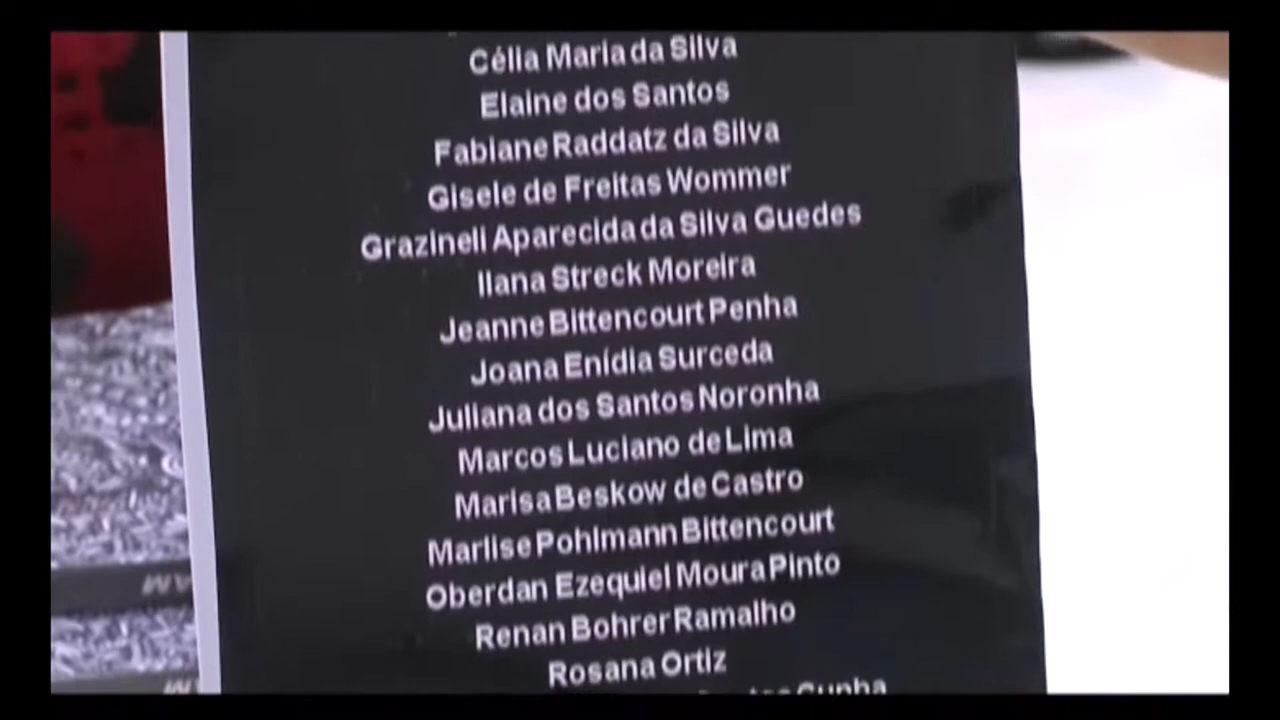 Célia Maria da Silva
Elaine dos Santos
Fabiane Raddatz da Silva
Gisele de Freitas Wommer
Grazineli Aparecida da Silva Guedes
Ilana Streck Moreira
Jeanne Bittencourt Penha
Joana Enídia Surceda
Juliana dos Santos Noronha
Marcos Luciano de Lima
Marisa Beskow de Castro
Marlise Pohlmann Bittencourt
Oberdan Ezequiel Moura Pinto
Renan Bohrer Ramalho
Rosana Ortiz
Cunha